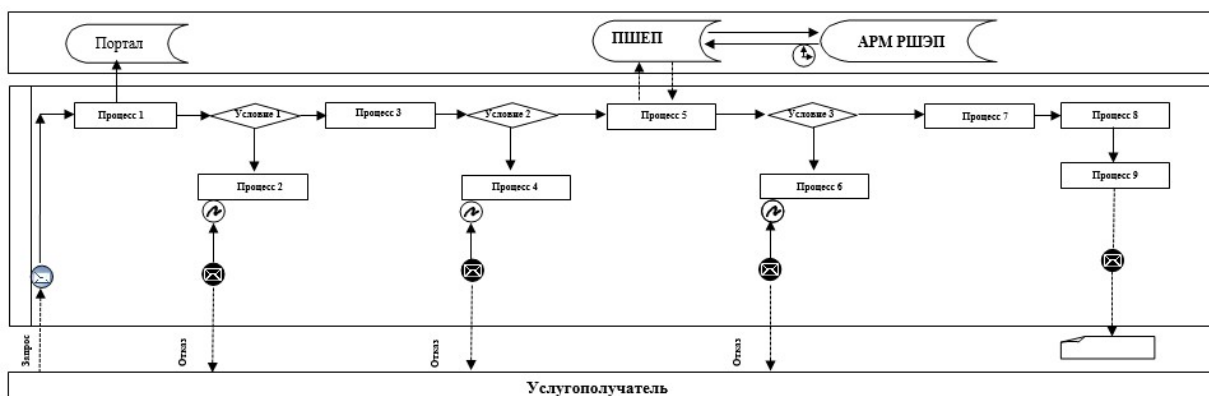 Портал
ПШЕП
АРМ РШЭП
Процесс 1
Условие 1
Процесс 3
Условие 2
Процесс 5
Условие 3
Процесс 7
Процесс 8
Процесс 2
Процесс 4
Процесс 6
Процесс 9
Запрос
Отказ
Отказ
Отказ
Услугополучатель